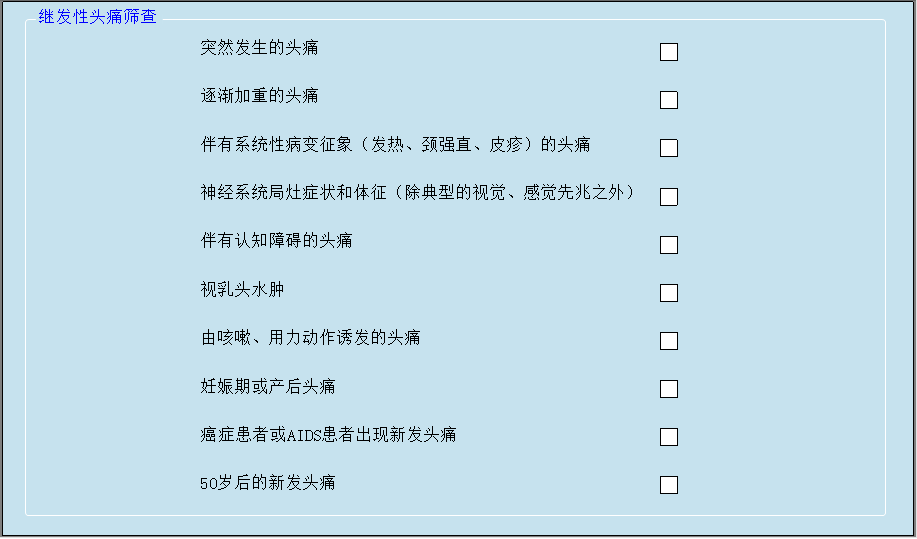 继发性头痛筛查
突然发生的头痛
逐渐加重的头痛
伴有系统性病变征象（发热、颈强直、皮疹）的头痛
神经系统局灶症状和体征（除典型的视觉、感觉先兆之外）
伴有认知障碍的头痛
视乳头水肿
由咳嗽、用力动作诱发的头痛
妊娠期或产后头痛
癌症患者或AIDS患者出现新发头痛
50岁后的新发头痛